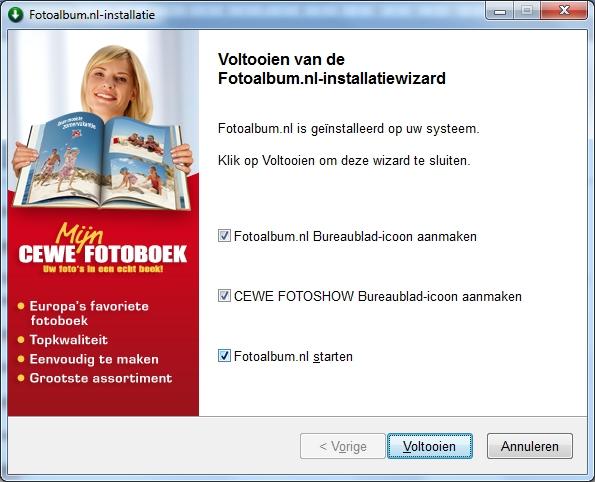 Fotoalbum.nl-installatie
Voltooien van de
Fotoalbum.nl-installatiewizard
Fotoalbum.nl is geïnstalleerd op uw systeem.
Klik op Voltooien om deze wizard te sluiten.
Fotoalbum.nl Bureaublad-icoon aanmaken
CEWE FOTOSHOW Bureaublad-icoon aanmaken
Fotoalbum.nl starten
Mijn
CEWE FOTOBOEK
Uw foto's in een echt boek!
Europa's favoriete
fotoboek
Topkwaliteit
Eenvoudig te maken
Grootste assortiment
< Vorige
Voltooien
Annuleren